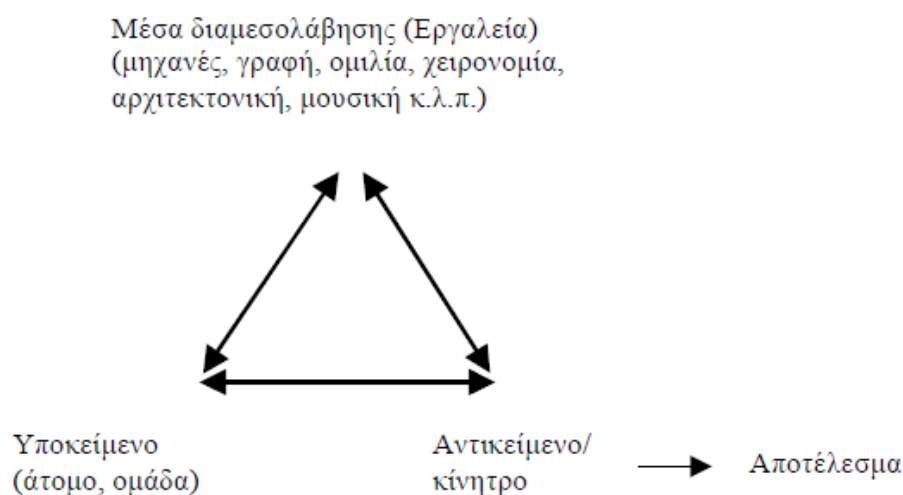 Μέσα διαμεσολάβησης (Εργαλεία)
(μηχανές, γραφή, ομιλία, χειρονομία,
αρχιτεκτονική, μουσική κ.λ.π.)
Υποκείμενο
(άτομο, ομάδα)
Αντικείμενο/
κίνητρο
Αποτέλεσμα